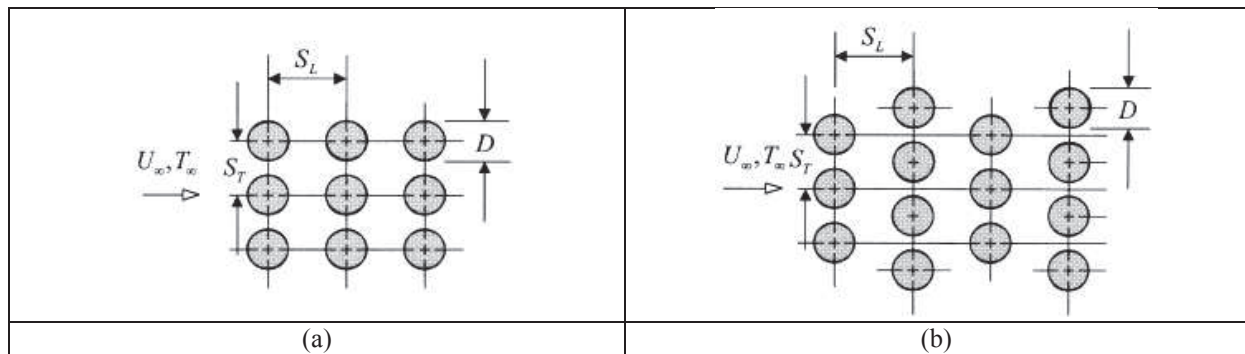 S_L
D
U_∞, T_∞
S_T
(a)
S_L
D
U_∞, T_∞ S_T
(b)